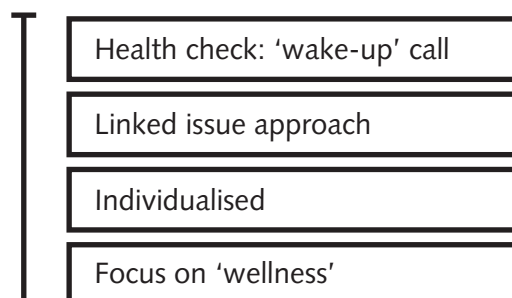 Health check: ‘wake-up’ call
Linked issue approach
Individualised
Focus on ‘wellness’